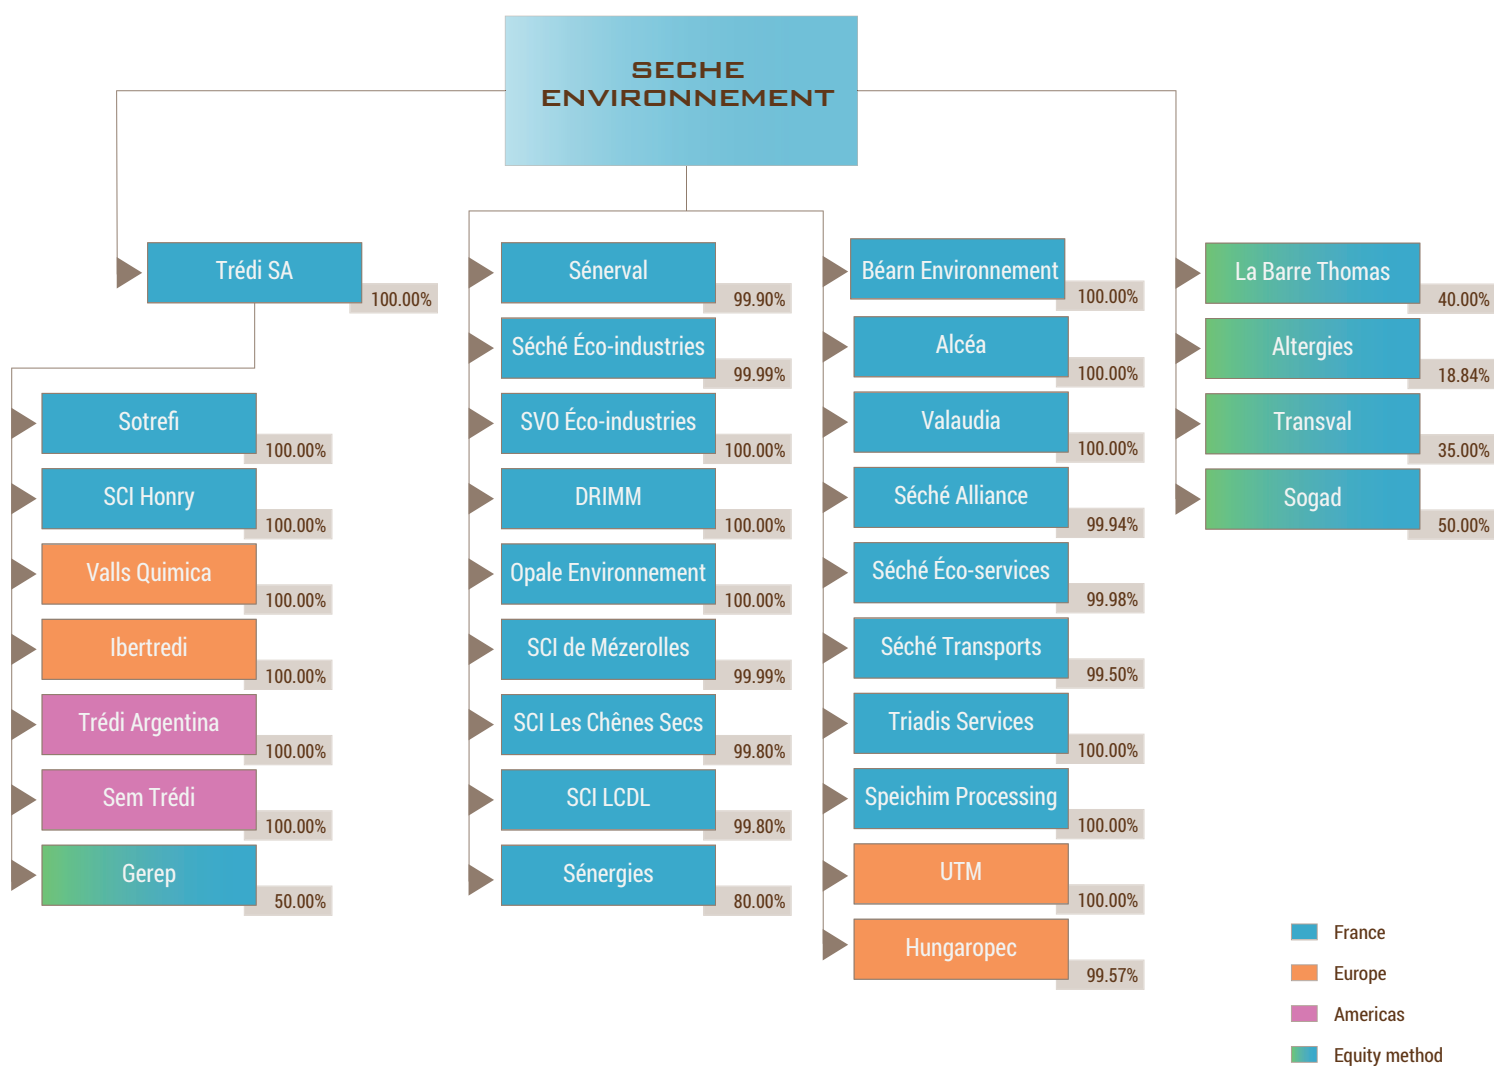 SECHE
ENVIRONNEMENT
Trédi SA
100.00%
Sotrefi
100.00%
SCI Honry
100.00%
Valls Quimica
100.00%
Ibertredi
100.00%
Trédi Argentina
100.00%
Sem Trédi
100.00%
Gerep
50.00%
Sénerval
99.90%
Séché Éco-industries
99.99%
SVO Éco-industries
100.00%
DRIMM
100.00%
Opale Environnement
100.00%
SCI de Mézerolles
99.99%
SCI Les Chênes Secs
99.80%
SCI LCDL
99.80%
Sénergies
80.00%
Béarn Environnement
100.00%
Alcéa
100.00%
Valaudia
100.00%
Séché Alliance
99.94%
Séché Éco-services
99.98%
Séché Transports
99.50%
Triadis Services
100.00%
Speichim Processing
100.00%
UTM
100.00%
Hungaropec
99.57%
La Barre Thomas
40.00%
Altergies
18.84%
Transval
35.00%
Sogad
50.00%
France
Europe
Americas
Equity method